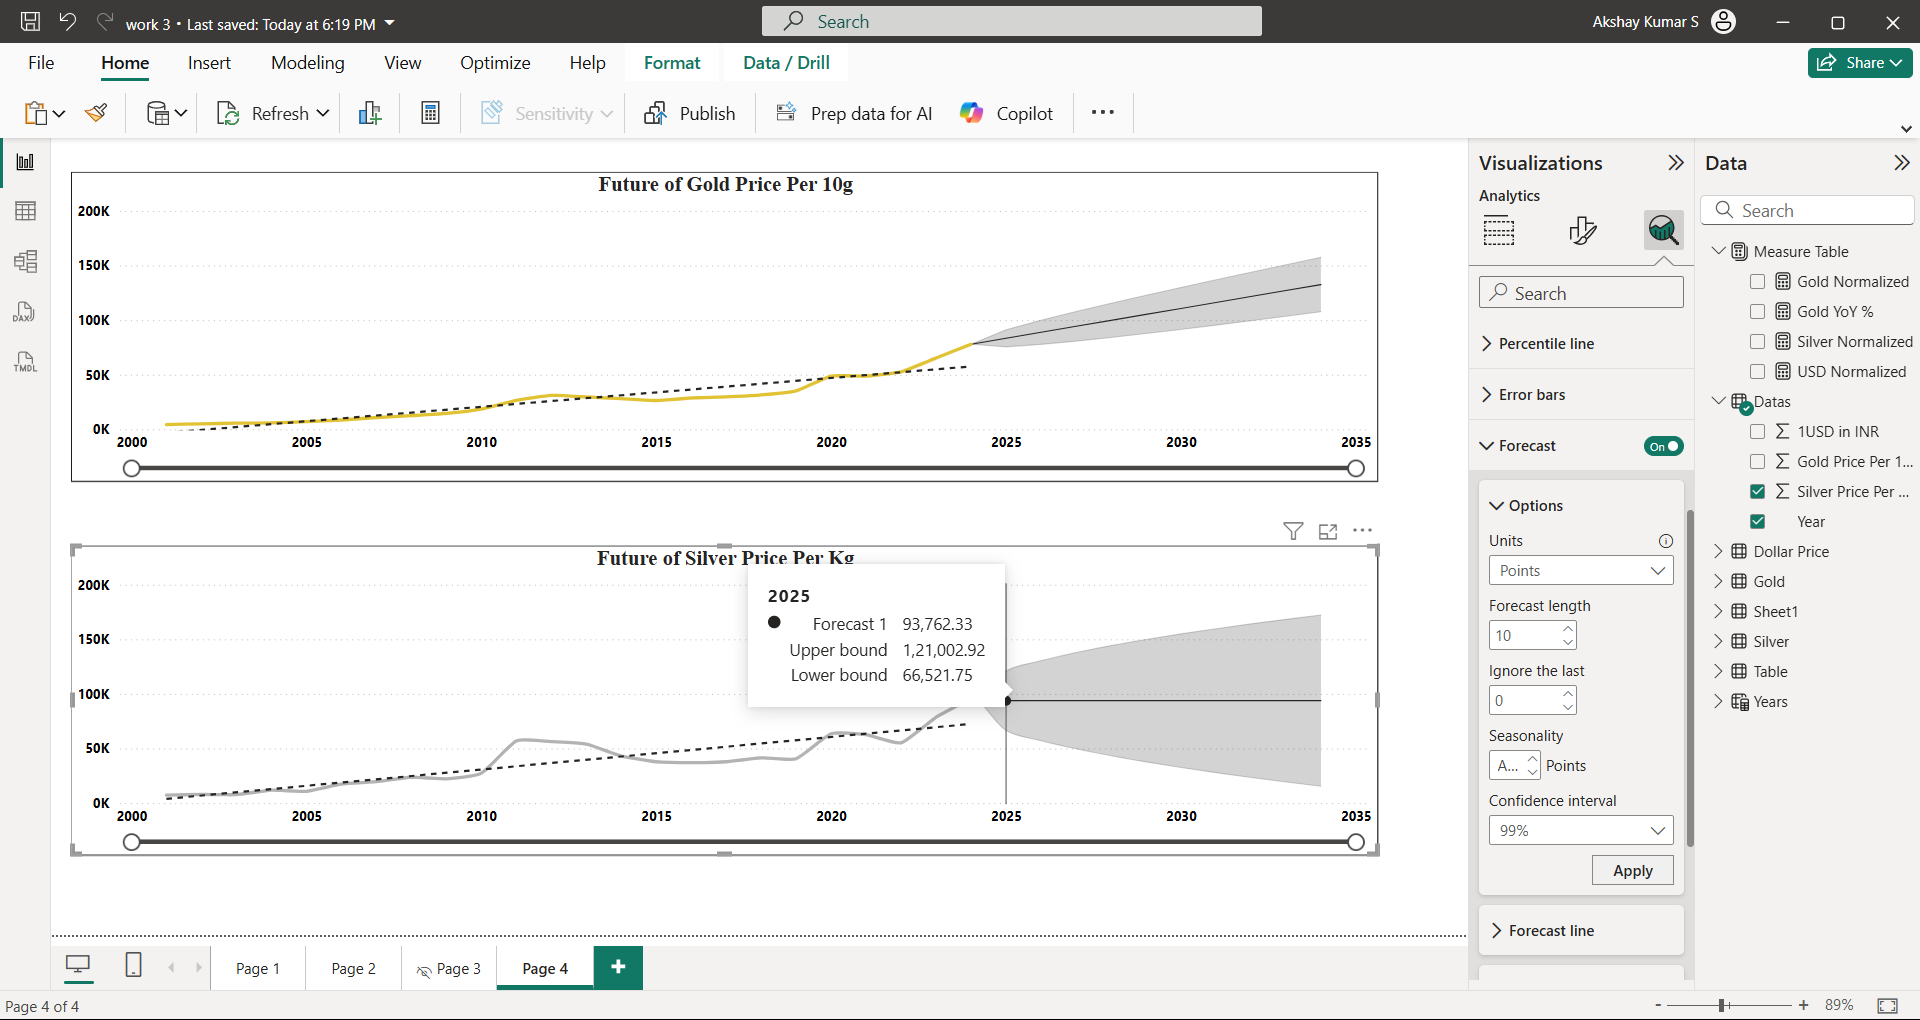 work 3 • Last saved: Today at 6:19 PM
Search
Akshay Kumar S
File
Home
Insert
Modeling
View
Optimize
Help
Format
Data / Drill
Share
Refresh
Sensitivity
Publish
Prep data for AI
Copilot
DAX
TMDL
Future of Gold Price Per 10g
200K
150K
100K
50K
0K
2000
2005
2010
2015
2020
2025
2030
2035
Future of Silver Price Per Kg
200K
150K
100K
50K
0K
2025
Forecast 1 93,762.33
Upper bound 1,21,002.92
Lower bound 66,521.75
2000
2005
2010
2015
2020
2025
2030
2035
Page 1
Page 2
Page 3
Page 4
+
Page 4 of 4
- + 89%
Visualizations
Analytics
Search
Percentile line
Error bars
Forecast On
Options
Units
Points
Forecast length
10
Ignore the last
0
Seasonality
A... Points
Confidence interval
99%
Apply
Forecast line
Data
Search
Measure Table
Gold Normalized
Gold YoY %
Silver Normalized
USD Normalized
Datas
∑ 1USD in INR
∑ Gold Price Per 1...
∑ Silver Price Per ...
Year
Dollar Price
Gold
Sheet1
Silver
Table
Years